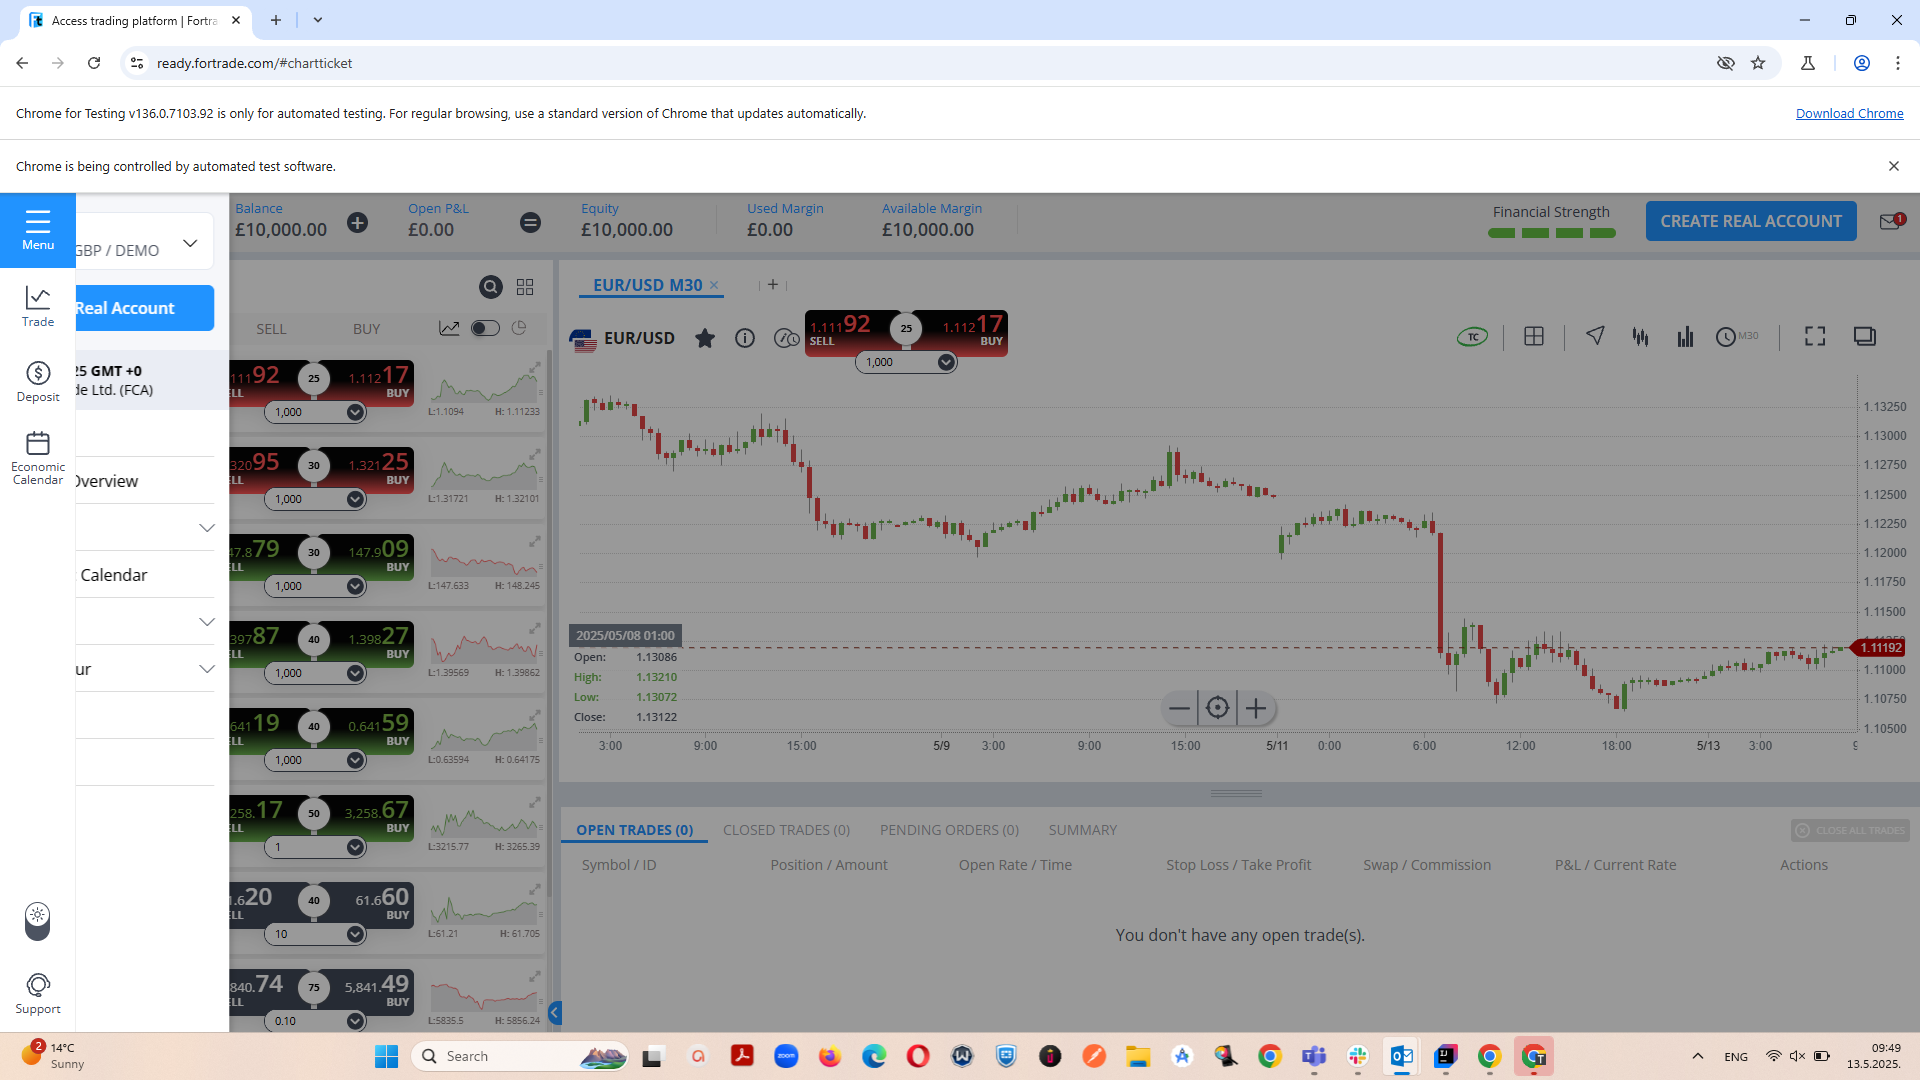 Access trading platform | Fortra
ready.fortrade.com/#chartticket
Chrome for Testing v136.0.7103.92 is only for automated testing. For regular browsing, use a standard version of Chrome that updates automatically.
Download Chrome
Chrome is being controlled by automated test software.
Menu
Trade
Deposit
Economic
Calendar
Support
GBP / DEMO
Real Account
25 GMT +0
de Ltd. (FCA)
Overview
Calendar
ur
Balance
£10,000.00
Open P&L
£0.00
Equity
£10,000.00
Used Margin
£0.00
Available Margin
£10,000.00
Financial Strength
CREATE REAL ACCOUNT
1
SELL BUY
11192 25 1.11217
ELL BUY
1,000
L:1.1094 H: 1.11233
32095 30 1.32125
ELL BUY
1,000
L:1.31721 H: 1.32101
47.879 30 147.909
ELL BUY
1,000
L:147.633 H: 148.245
39787 40 1.39827
ELL BUY
1,000
L:1.39569 H: 1.39862
64119 40 0.64159
ELL BUY
1,000
L:0.63594 H: 0.64175
258.17 50 3,258.67
ELL BUY
1
L:3215.77 H: 3265.39
1.620 40 61.660
ELL BUY
10
L:61.21 H: 61.705
840.74 75 5,841.49
ELL BUY
0.10
L:5835.5 H: 5856.24
EUR/USD M30
EUR/USD
1.11192 25 1.11217
SELL BUY
1,000
TC
M30
1.13250
1.13000
1.12750
1.12500
1.12250
1.12000
1.11750
1.11500
1.11192
1.11000
1.10750
1.10500
2025/05/08 01:00
Open: 1.13086
High: 1.13210
Low: 1.13072
Close: 1.13122
3:00 9:00 15:00 5/9 3:00 9:00 15:00 5/11 0:00 6:00 12:00 18:00 5/13 3:00
OPEN TRADES (0) CLOSED TRADES (0) PENDING ORDERS (0) SUMMARY
CLOSE ALL TRADES
Symbol / ID Position / Amount Open Rate / Time Stop Loss / Take Profit Swap / Commission P&L / Current Rate Actions
You don't have any open trade(s).
2
14°C
Sunny
Search
zoom
ENG
09:49
13.5.2025.